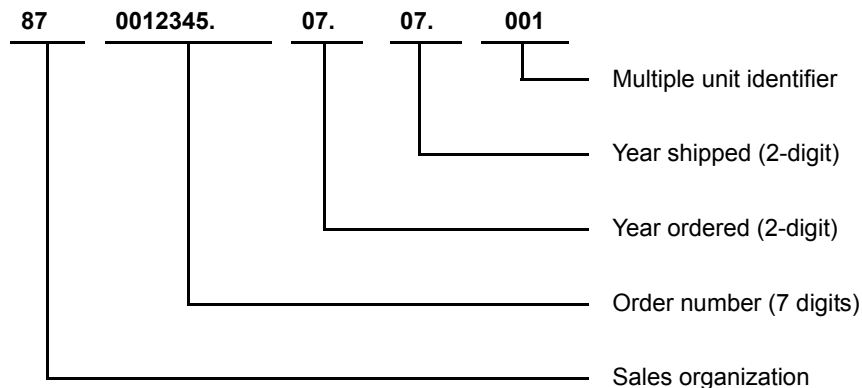 87 0012345. 07. 07. 001
Multiple unit identifier
Year shipped (2-digit)
Year ordered (2-digit)
Order number (7 digits)
Sales organization